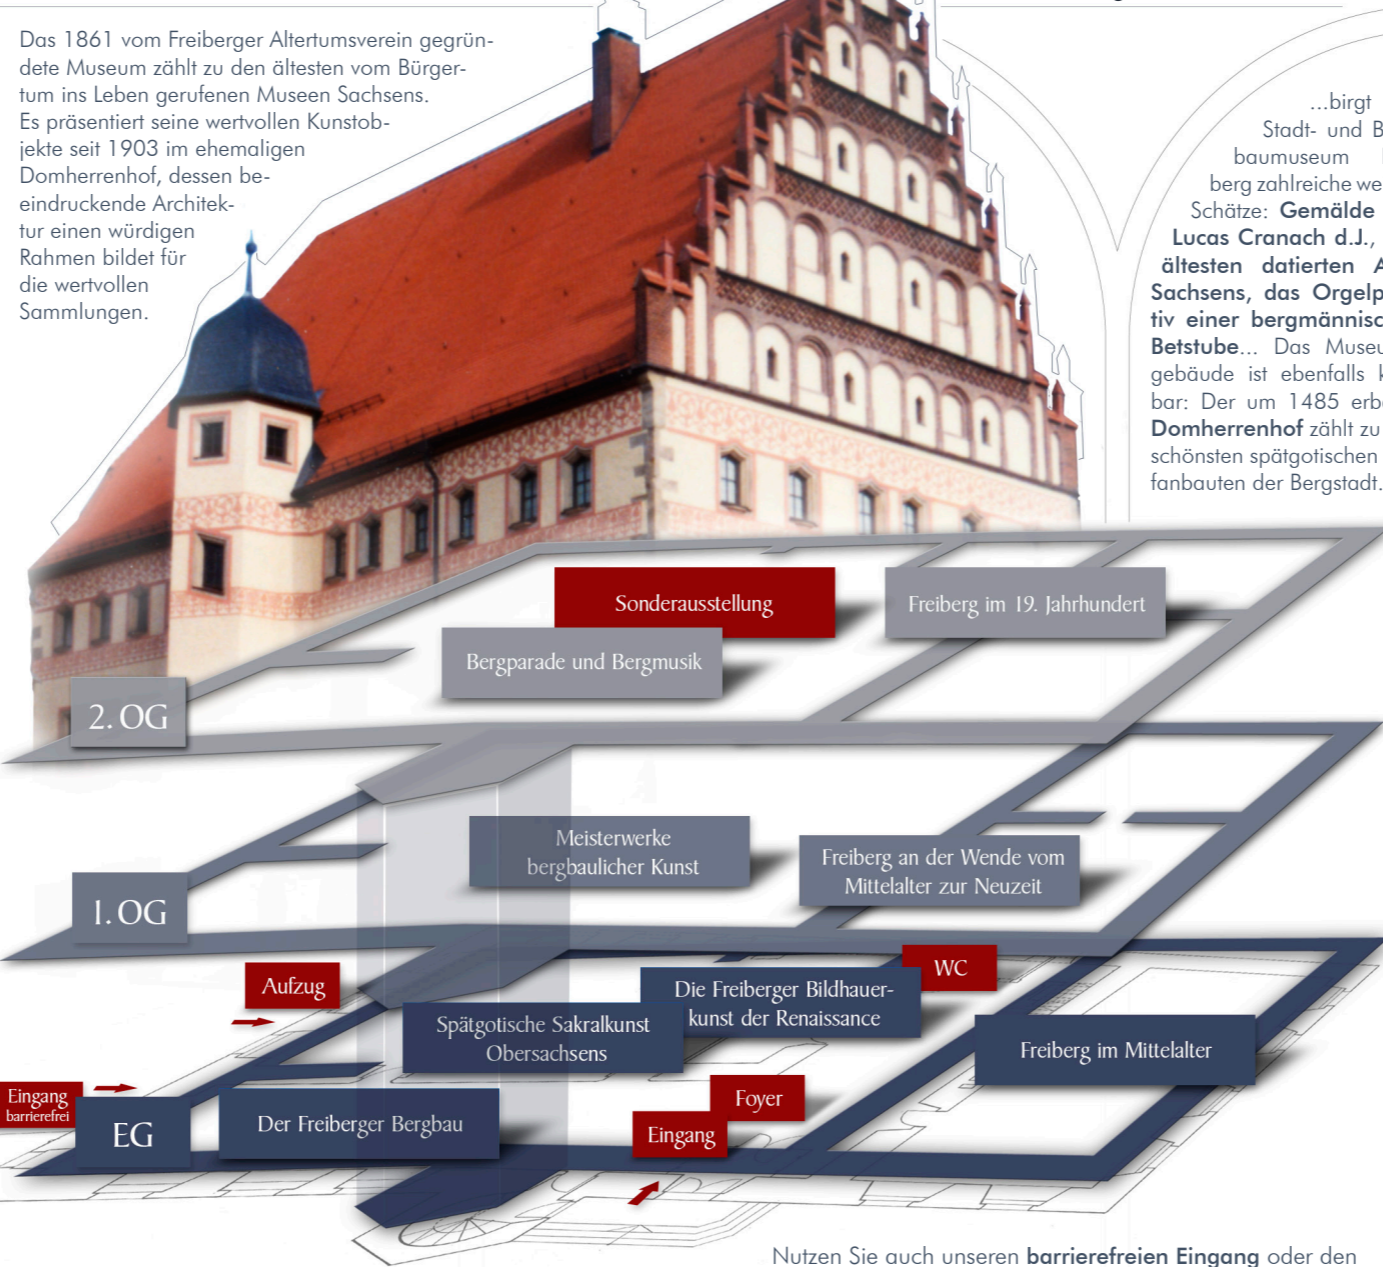 Das 1861 vom Freiberger Altertumsverein gegrün-
dete Museum zählt zu den ältesten vom Bürger-
tum ins Leben gerufenen Museen Sachsens.
Es präsentiert seine wertvollen Kunstob-
jekte seit 1903 im ehemaligen
Domherrenhof, dessen be-
eindruckende Architek-
tur einen würdigen
Rahmen bildet für
die wertvollen
Sammlungen.
...birgt
Stadt- und B
baumuseum
berg zahlreiche we
Schätze: Gemälde
Lucas Cranach d.J.,
ältesten datierten A
Sachsens, das Orgelp
tiv einer bergmännisc
Betstube... Das Museu
gebäude ist ebenfalls k
bar: Der um 1485 erb
Domherrenhof zählt zu
schönsten spätgotischen
fanbauten der Bergstadt.
Sonderausstellung
Freiberg im 19. Jahrhundert
Bergparade und Bergmusik
2. OG
Meisterwerke
bergbaulicher Kunst
Freiberg an der Wende vom
Mittelalter zur Neuzeit
1. OG
Aufzug
WC
Die Freiberger Bildhauer-
kunst der Renaissance
Spätgotische Sakralkunst
Obersachsens
Freiberg im Mittelalter
Eingang
barrierefrei
EG
Der Freiberger Bergbau
Foyer
Eingang
Nutzen Sie auch unseren barrierefreien Eingang oder den